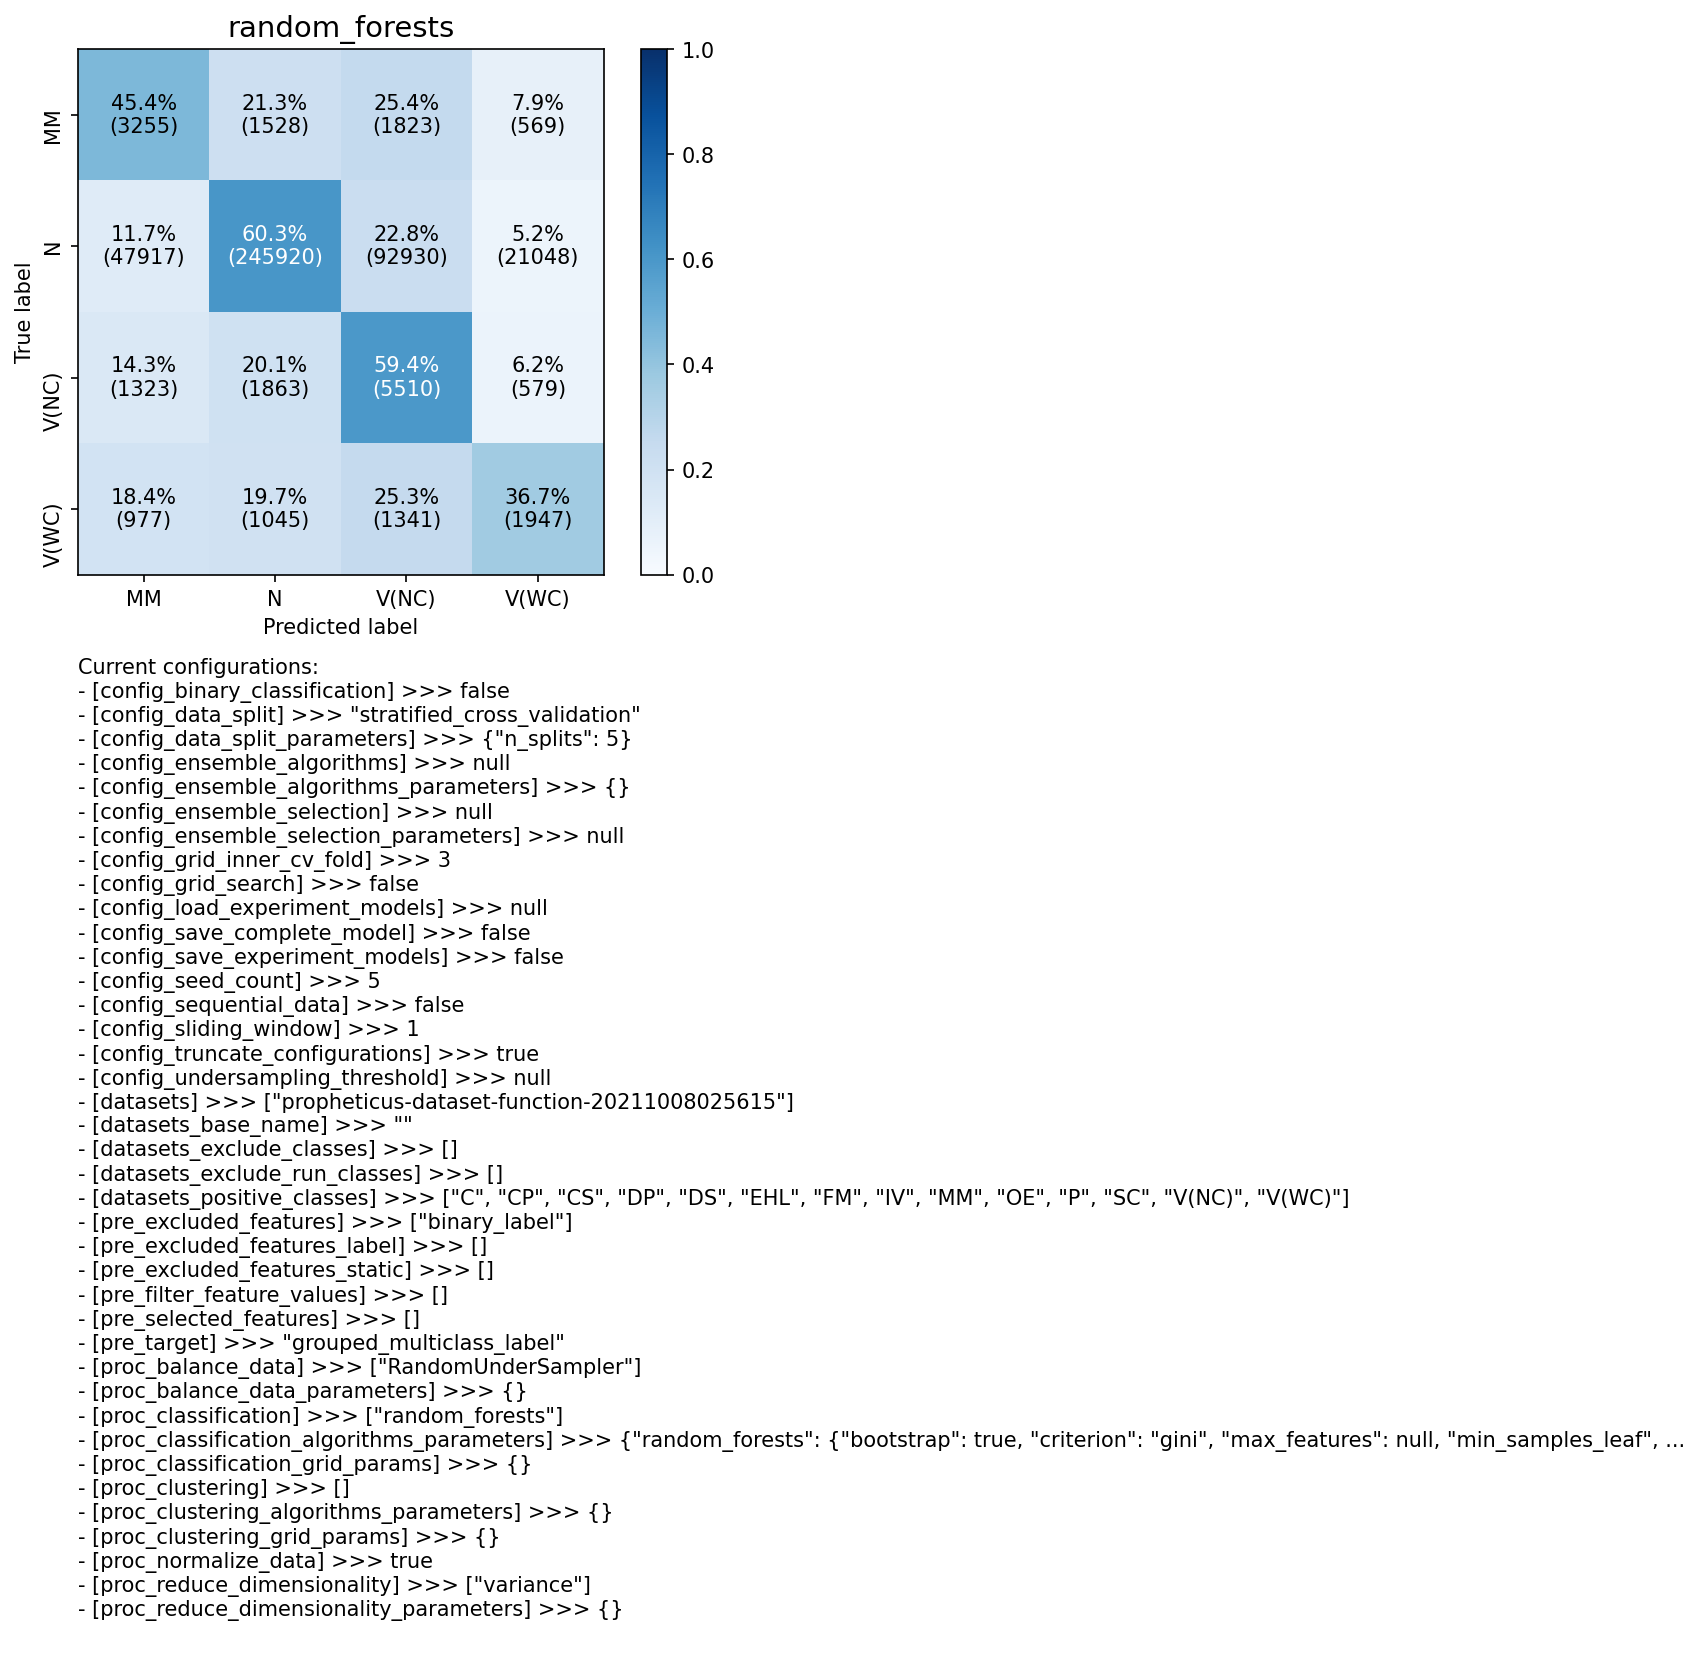 random_forests
1.0
45.4% 21.3% 25.4% 7.9%
(3255) (1528) (1823) (569)
MM
0.8
11.7% 60.3% 22.8% 5.2%
(47917) (245920) (92930) (21048)
N
0.6
True label
14.3% 20.1% 59.4% 6.2%
(1323) (1863) (5510) (579)
V(NC)
0.4
0.2
18.4% 19.7% 25.3% 36.7%
(977) (1045) (1341) (1947)
V(WC)
0.0
MM N V(NC) V(WC)
Predicted label
Current configurations:
- [config_binary_classification] >>> false
- [config_data_split] >>> "stratified_cross_validation"
- [config_data_split_parameters] >>> {"n_splits": 5}
- [config_ensemble_algorithms] >>> null
- [config_ensemble_algorithms_parameters] >>> {}
- [config_ensemble_selection] >>> null
- [config_ensemble_selection_parameters] >>> null
- [config_grid_inner_cv_fold] >>> 3
- [config_grid_search] >>> false
- [config_load_experiment_models] >>> null
- [config_save_complete_model] >>> false
- [config_save_experiment_models] >>> false
- [config_seed_count] >>> 5
- [config_sequential_data] >>> false
- [config_sliding_window] >>> 1
- [config_truncate_configurations] >>> true
- [config_undersampling_threshold] >>> null
- [datasets] >>> ["propheticus-dataset-function-20211008025615"]
- [datasets_base_name] >>> ""
- [datasets_exclude_classes] >>> []
- [datasets_exclude_run_classes] >>> []
- [datasets_positive_classes] >>> ["C", "CP", "CS", "DP", "DS", "EHL", "FM", "IV", "MM", "OE", "P", "SC", "V(NC)", "V(WC)"]
- [pre_excluded_features] >>> ["binary_label"]
- [pre_excluded_features_label] >>> []
- [pre_excluded_features_static] >>> []
- [pre_filter_feature_values] >>> []
- [pre_selected_features] >>> []
- [pre_target] >>> "grouped_multiclass_label"
- [proc_balance_data] >>> ["RandomUnderSampler"]
- [proc_balance_data_parameters] >>> {}
- [proc_classification] >>> ["random_forests"]
- [proc_classification_algorithms_parameters] >>> {"random_forests": {"bootstrap": true, "criterion": "gini", "max_features": null, "min_samples_leaf", ...
- [proc_classification_grid_params] >>> {}
- [proc_clustering] >>> []
- [proc_clustering_algorithms_parameters] >>> {}
- [proc_clustering_grid_params] >>> {}
- [proc_normalize_data] >>> true
- [proc_reduce_dimensionality] >>> ["variance"]
- [proc_reduce_dimensionality_parameters] >>> {}